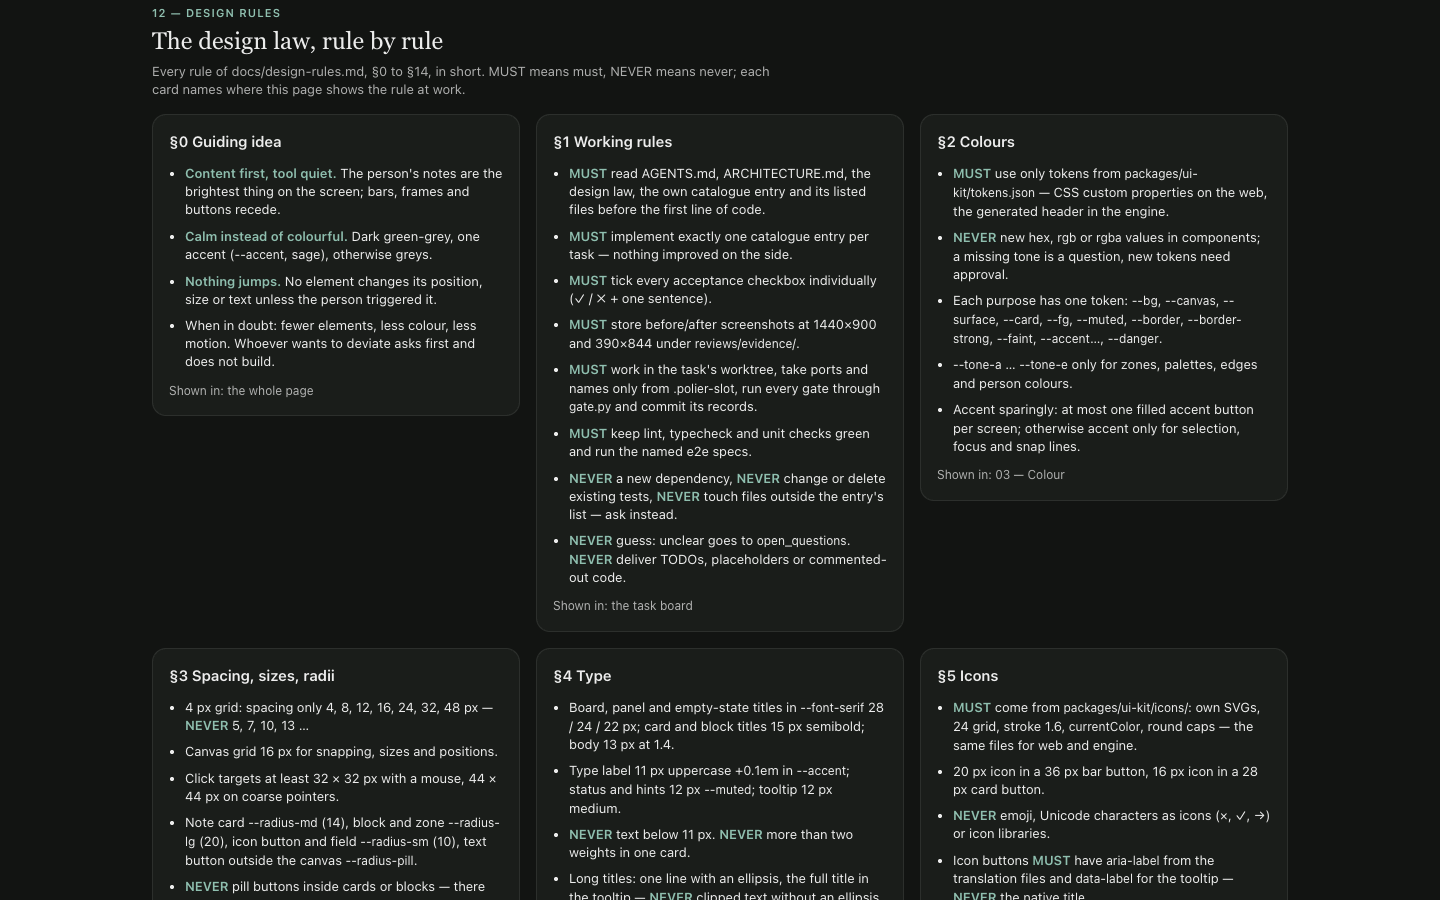 12 — DESIGN RULES
The design law, rule by rule
Every rule of docs/design-rules.md, §0 to §14, in short. MUST means must, NEVER means never; each
card names where this page shows the rule at work.
§0 Guiding idea
• Content first, tool quiet. The person's notes are the
brightest thing on the screen; bars, frames and
buttons recede.
• Calm instead of colourful. Dark green-grey, one
accent (--accent, sage), otherwise greys.
• Nothing jumps. No element changes its position,
size or text unless the person triggered it.
• When in doubt: fewer elements, less colour, less
motion. Whoever wants to deviate asks first and
does not build.
Shown in: the whole page
§1 Working rules
• MUST read AGENTS.md, ARCHITECTURE.md, the
design law, the own catalogue entry and its listed
files before the first line of code.
• MUST implement exactly one catalogue entry per
task — nothing improved on the side.
• MUST tick every acceptance checkbox individually
(✓ / ✕ + one sentence).
• MUST store before/after screenshots at 1440×900
and 390×844 under reviews/evidence/.
• MUST work in the task's worktree, take ports and
names only from .polier-slot, run every gate through
gate.py and commit its records.
• MUST keep lint, typecheck and unit checks green
and run the named e2e specs.
• NEVER a new dependency, NEVER change or delete
existing tests, NEVER touch files outside the entry's
list — ask instead.
• NEVER guess: unclear goes to open_questions.
NEVER deliver TODOs, placeholders or commented-
out code.
Shown in: the task board
§2 Colours
• MUST use only tokens from packages/ui-
kit/tokens.json — CSS custom properties on the web,
the generated header in the engine.
• NEVER new hex, rgb or rgba values in components;
a missing tone is a question, new tokens need
approval.
• Each purpose has one token: --bg, --canvas, --
surface, --card, --fg, --muted, --border, --border-
strong, --faint, --accent…, --danger.
• --tone-a … --tone-e only for zones, palettes, edges
and person colours.
• Accent sparingly: at most one filled accent button
per screen; otherwise accent only for selection,
focus and snap lines.
Shown in: 03 — Colour
§3 Spacing, sizes, radii
• 4 px grid: spacing only 4, 8, 12, 16, 24, 32, 48 px —
NEVER 5, 7, 10, 13 …
• Canvas grid 16 px for snapping, sizes and positions.
• Click targets at least 32 × 32 px with a mouse, 44 ×
44 px on coarse pointers.
• Note card --radius-md (14), block and zone --radius-
lg (20), icon button and field --radius-sm (10), text
button outside the canvas --radius-pill.
• NEVER pill buttons inside cards or blocks — there
§4 Type
• Board, panel and empty-state titles in --font-serif 28
/ 24 / 22 px; card and block titles 15 px semibold;
body 13 px at 1.4.
• Type label 11 px uppercase +0.1em in --accent;
status and hints 12 px --muted; tooltip 12 px
medium.
• NEVER text below 11 px. NEVER more than two
weights in one card.
• Long titles: one line with an ellipsis, the full title in
the tooltip — NEVER clipped text without an ellipsis.
§5 Icons
• MUST come from packages/ui-kit/icons/: own SVGs,
24 grid, stroke 1.6, currentColor, round caps — the
same files for web and engine.
• 20 px icon in a 36 px bar button, 16 px icon in a 28
px card button.
• NEVER emoji, Unicode characters as icons (×, ✓, →)
or icon libraries.
• Icon buttons MUST have aria-label from the
translation files and data-label for the tooltip —
NEVER the native title.